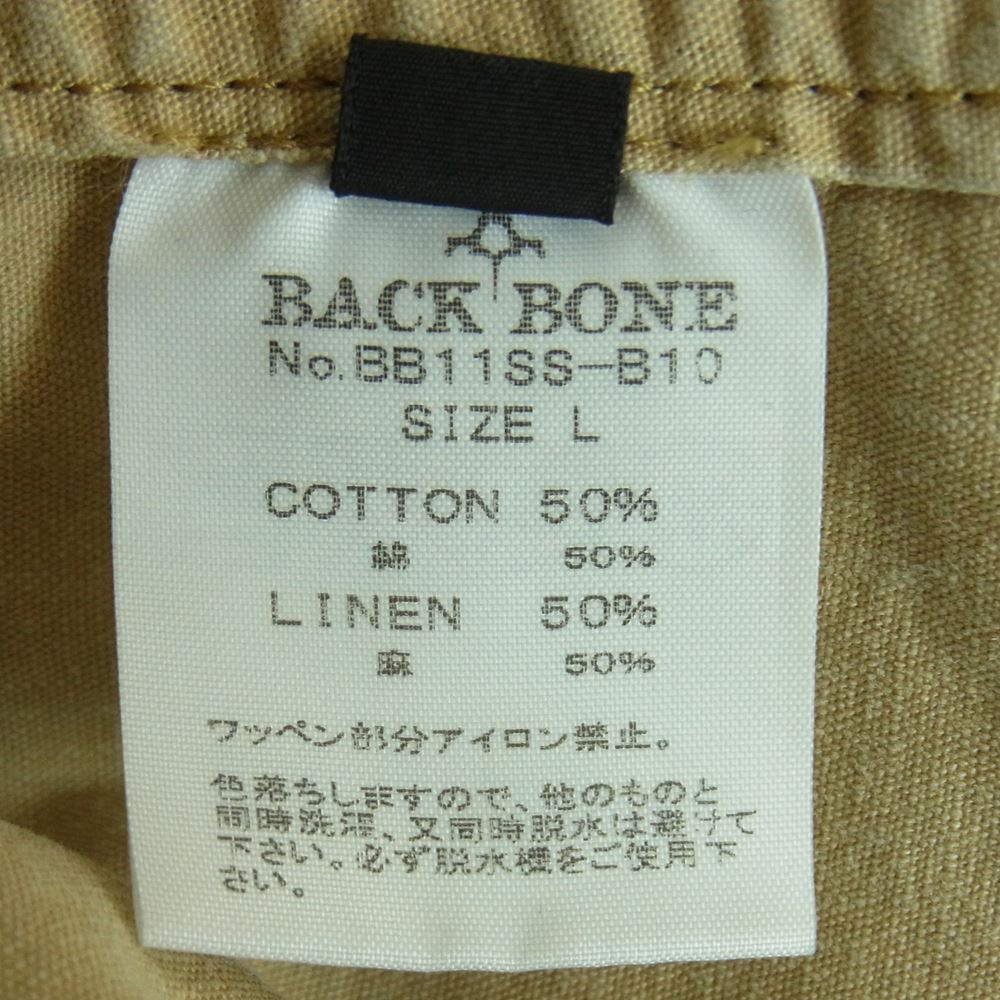 BACK BONE
No.BB11SS-B10
SIZE L
COTTON 50%
綿 50%
LINEN 50%
麻 50%
ワッペン部分アイロン禁止。
色落ちしますので、他のものと
同時洗濯、又同時脱水は避けて
下さい。必ず脱水機をご使用下
さい。